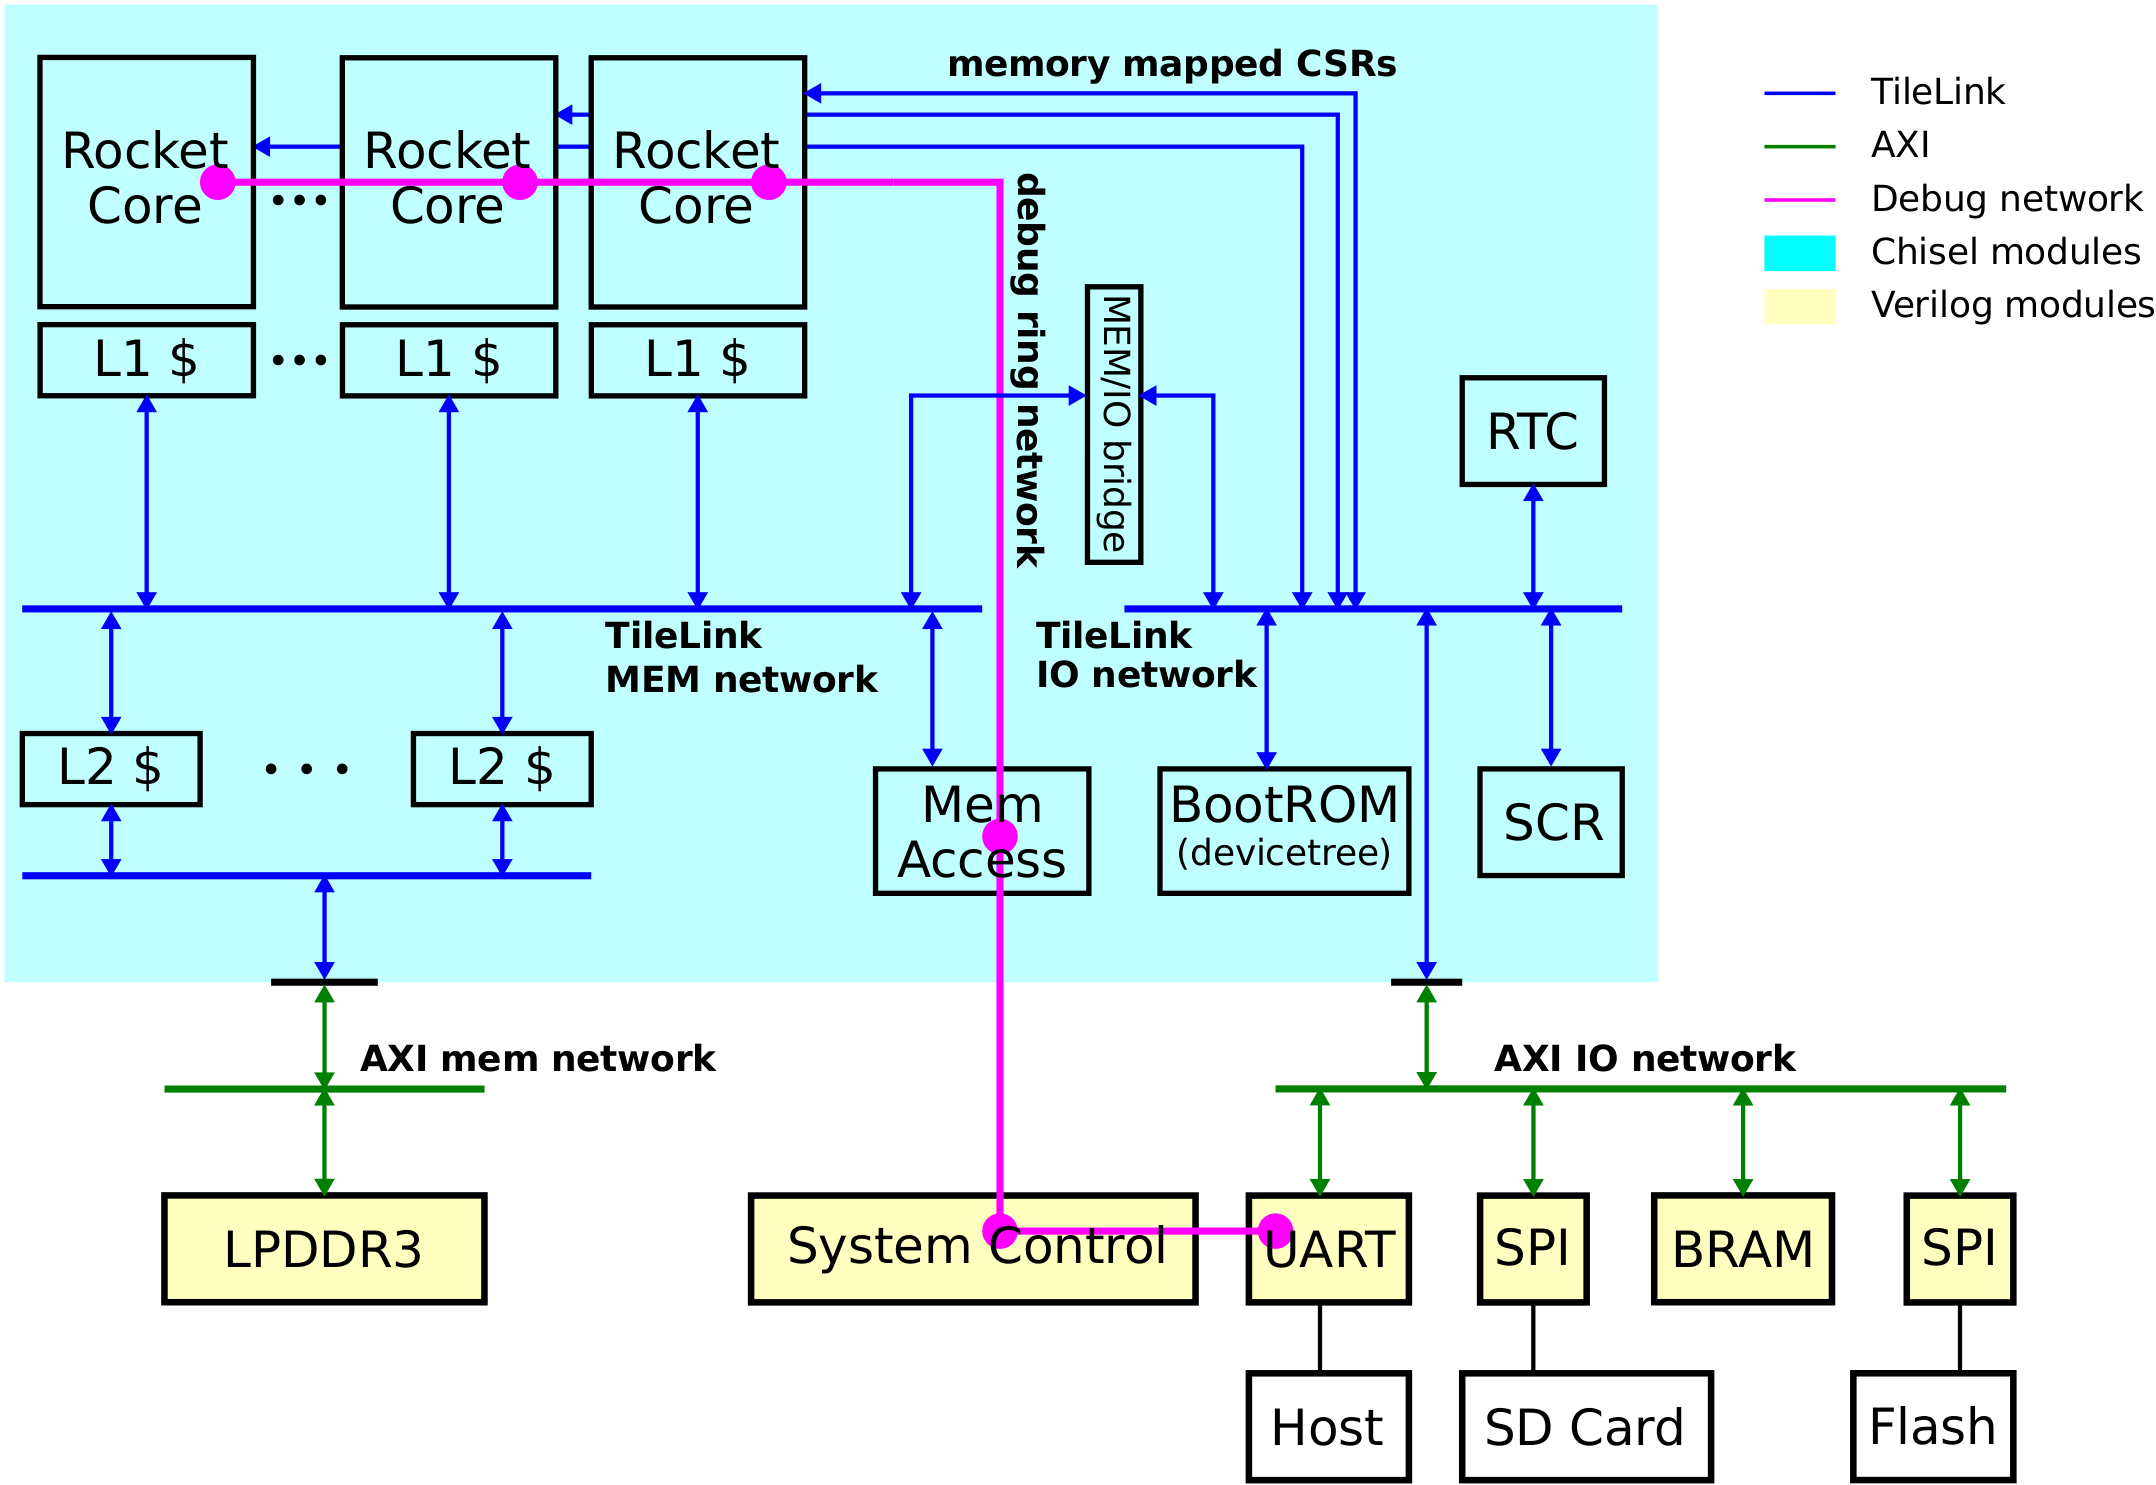 memory mapped CSRs
Rocket
Core
...
Rocket
Core
Rocket
Core
L1 $
...
L1 $
L1 $
debug ring network
MEM/IO bridge
RTC
TileLink
MEM network
TileLink
IO network
L2 $
. . .
L2 $
Mem
Access
BootROM
(devicetree)
SCR
AXI mem network
AXI IO network
LPDDR3
System Control
UART
SPI
BRAM
SPI
Host
SD Card
Flash
TileLink
AXI
Debug network
Chisel modules
Verilog modules